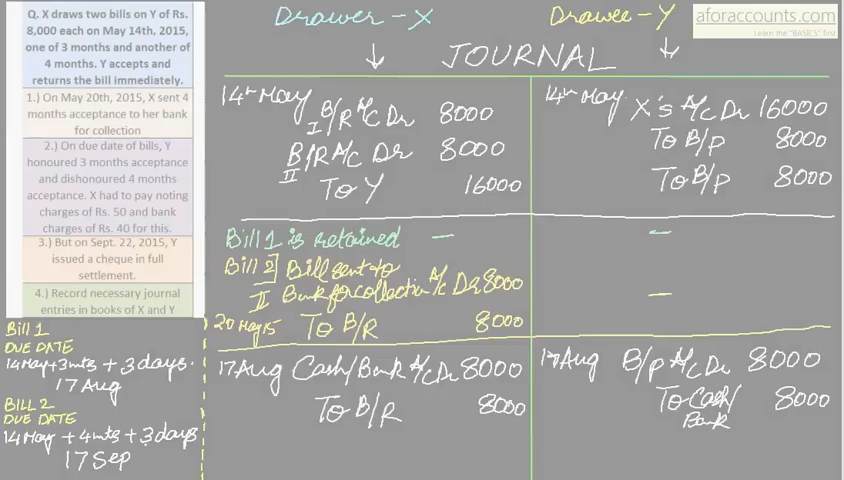 Q. X draws two bills on Y of Rs.
8,000 each on May 14th, 2015,
one of 3 months and another of
4 months. Y accepts and
returns the bill immediately.
1.) On May 20th, 2015, X sent 4
months acceptance to her bank
for collection
2.) On due date of bills, Y
honoured 3 months acceptance
and dishonoured 4 months
acceptance. X had to pay noting
charges of Rs. 50 and bank
charges of Rs. 40 for this.
3.) But on Sept. 22, 2015, Y
issued a cheque in full
settlement.
4.) Record necessary journal
entries in books of X and Y
Bill 1
DUE DATE
14 May + 3 mts + 3 days.
17 Aug
BILL 2
DUE DATE
14 May + 4 mts + 3 days
17 Sep
Drawer - X
Drawee - Y
aforaccounts.com
Learn the "BASICS" first
JOURNAL
14th May
B/R A/C Dr 8000
I
B/R A/C Dr 8000
II
To Y 16000
14th May
X's A/C Dr 16000
To B/P 8000
To B/P 8000
Bill 1 is retained —
—
Bill 2 Bill sent to
II Bank for collection A/C Dr 8000
—
20 May 15 To B/R 8000
17 Aug Cash/Bank A/C Dr 8000
To B/R 8000
17 Aug B/P A/C Dr 8000
To Cash/ 8000
Bank